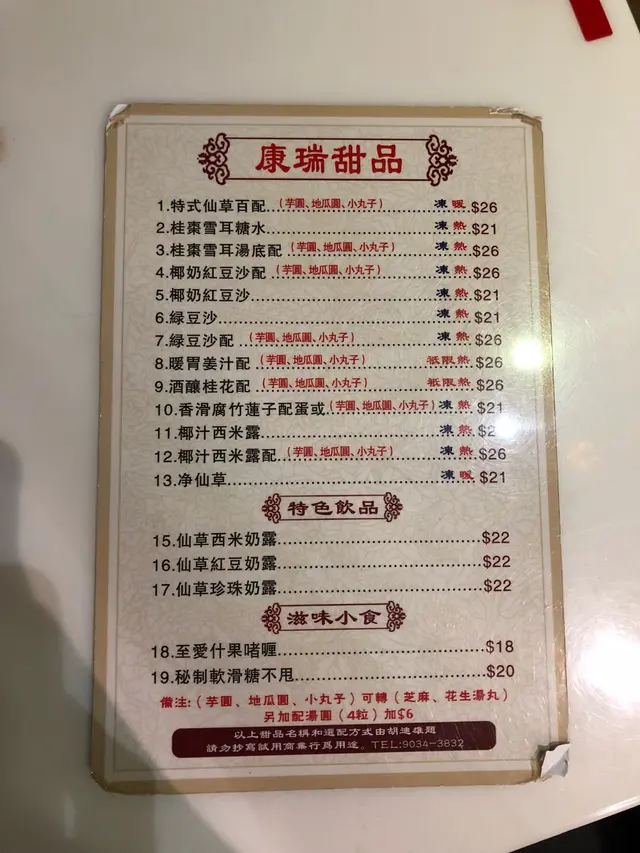 康瑞甜品
1.特式仙草百配...(芋圓、地瓜圓、小丸子)...凍 暖 $26
2.桂棗雪耳糖水...凍 熱 $21
3.桂棗雪耳湯底配(芋圓、地瓜圓、小丸子)...凍 熱 $26
4.椰奶紅豆沙配(芋圓、地瓜圓、小丸子)...凍 熱 $26
5.椰奶紅豆沙...凍 熱 $21
6.綠豆沙...凍 熱 $21
7.綠豆沙配(芋圓、地瓜圓、小丸子)...凍 熱 $26
8.暖胃姜汁配(芋圓、地瓜圓、小丸子)...祗限熱 $26
9.酒釀桂花配(芋圓、地瓜圓、小丸子)...祗限熱 $26
10.香滑腐竹蓮子配蛋或(芋圓、地瓜圓、小丸子)凍 熱 $21
11.椰汁西米露...凍 熱
12.椰汁西米露配(芋圓、地瓜圓、小丸子)...凍 熱 $26
13.净仙草...凍 暖 $21
特色飲品
15.仙草西米奶露...$22
16.仙草紅豆奶露...$22
17.仙草珍珠奶露...$22
滋味小食
18.至愛什果啫喱...$18
19.秘制軟滑糖不甩...$20
備注:(芋圓、地瓜圓、小丸子)可轉(芝麻、花生湯丸)
另加配湯圓(4粒)加$6
以上甜品名稱和選配方式由胡速雄題
請勿抄寫試用商業行爲用途。TEL:9034-3832